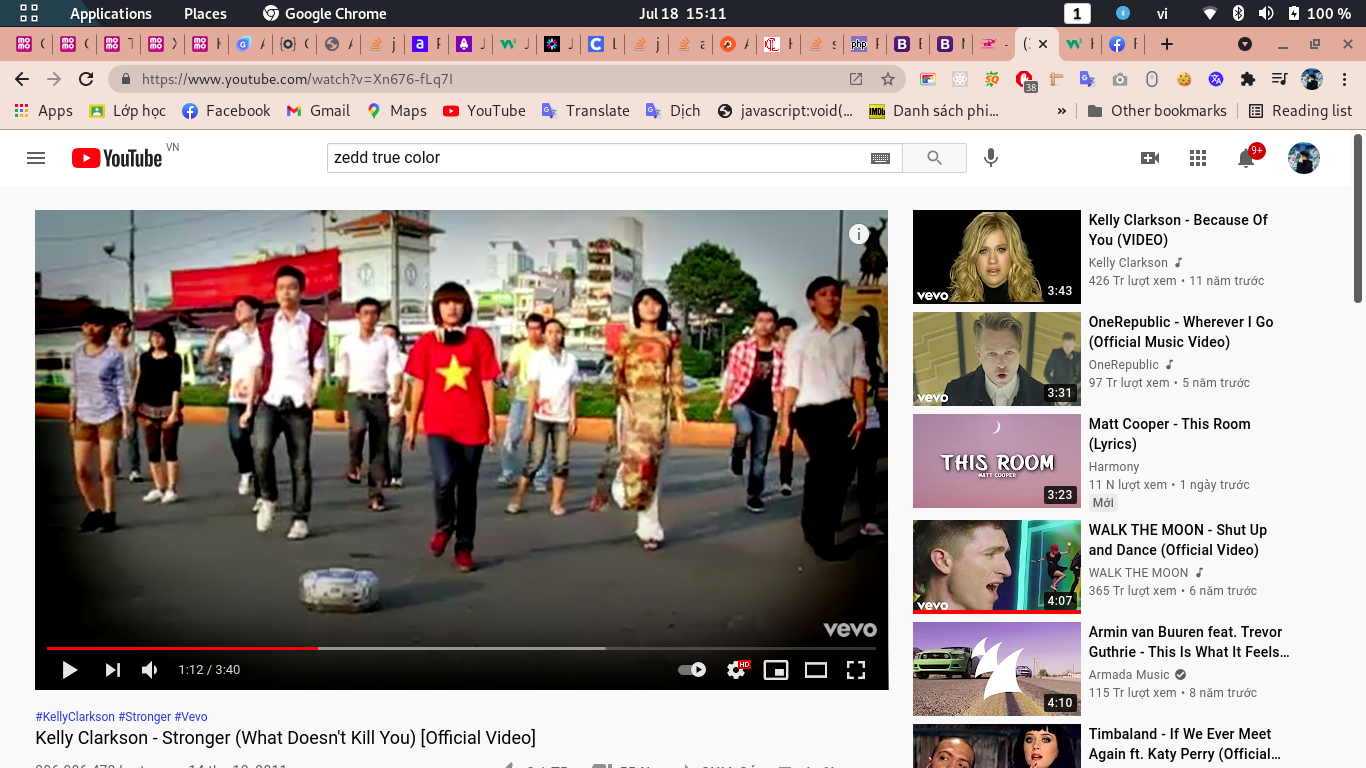 Applications Places Google Chrome Jul 18 15:11 1 vi 100 %
https://www.youtube.com/watch?v=Xn676-fLq7I 38
Apps Lớp học Facebook Gmail Maps YouTube Translate Dịch javascript:void(... IMDb Danh sách phi... » Other bookmarks Reading list
YouTube VN zedd true color 9+
vevo
1:12 / 3:40 HD
#KellyClarkson #Stronger #Vevo
Kelly Clarkson - Stronger (What Doesn't Kill You) [Official Video]
vevo 3:43
Kelly Clarkson - Because Of
You (VIDEO)
Kelly Clarkson
426 Tr lượt xem • 11 năm trước
vevo 3:31
OneRepublic - Wherever I Go
(Official Music Video)
OneRepublic
97 Tr lượt xem • 5 năm trước
THIS ROOM
MATT COOPER
3:23
Matt Cooper - This Room
(Lyrics)
Harmony
11 N lượt xem • 1 ngày trước
Mới
vevo 4:07
WALK THE MOON - Shut Up
and Dance (Official Video)
WALK THE MOON
365 Tr lượt xem • 6 năm trước
4:10
Armin van Buuren feat. Trevor
Guthrie - This Is What It Feels...
Armada Music
115 Tr lượt xem • 8 năm trước
Timbaland - If We Ever Meet
Again ft. Katy Perry (Official...